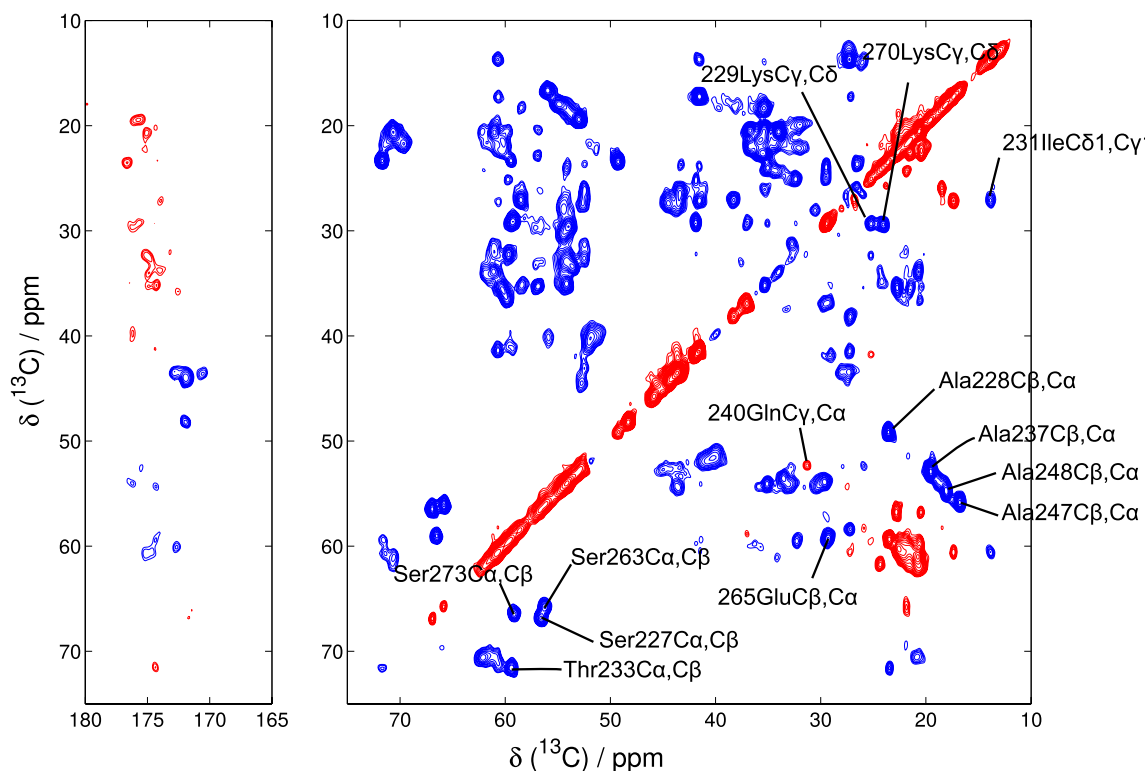 10
20
30
40
50
60
70
δ (¹³C) / ppm
180 175 170 165
70 60 50 40 30 20 10
δ (¹³C) / ppm
270LysCγ,Cδ
229LysCγ,Cδ
231IleCδ1,Cγ1
Ala228Cβ,Cα
240GlnCγ,Cα
Ala237Cβ,Cα
Ala248Cβ,Cα
Ala247Cβ,Cα
Ser263Cα,Cβ
Ser273Cα,Cβ
265GluCβ,Cα
Ser227Cα,Cβ
Thr233Cα,Cβ